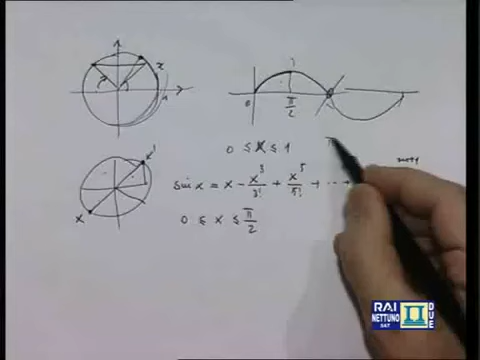 x
1
0
π/2
0 ≤ x ≤ 1
x'
sin x = x - x³/3! + x⁵/5! + ...
x
0 ≤ x ≤ π/2
RAI
NETTUNO
SAT
DUE